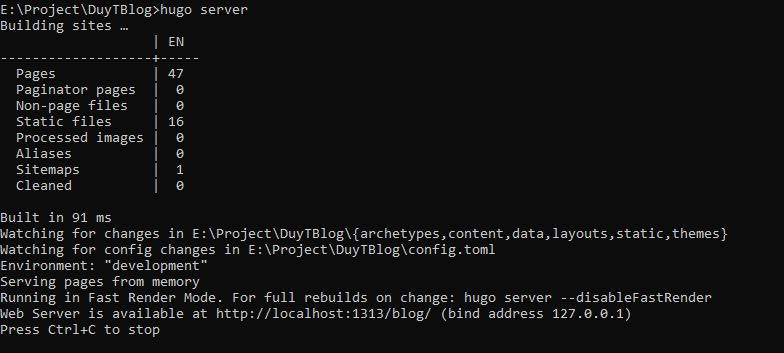 E:\Project\DuyTBlog>hugo server
Building sites …
                   | EN
-------------------+-----
  Pages            | 47
  Paginator pages  |  0
  Non-page files   |  0
  Static files     | 16
  Processed images |  0
  Aliases          |  0
  Sitemaps         |  1
  Cleaned          |  0
Built in 91 ms
Watching for changes in E:\Project\DuyTBlog\{archetypes,content,data,layouts,static,themes}
Watching for config changes in E:\Project\DuyTBlog\config.toml
Environment: "development"
Serving pages from memory
Running in Fast Render Mode. For full rebuilds on change: hugo server --disableFastRender
Web Server is available at http://localhost:1313/blog/ (bind address 127.0.0.1)
Press Ctrl+C to stop